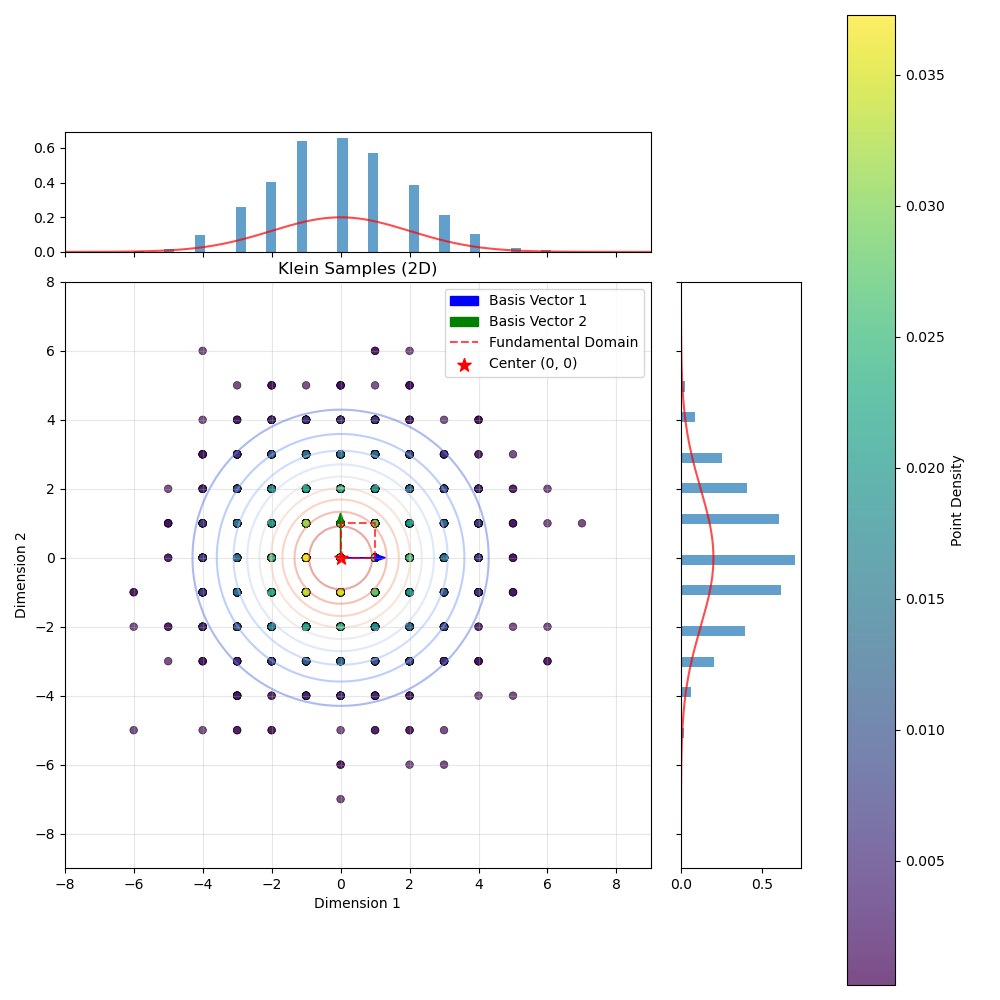 0.6
0.4
0.2
0.0
Klein Samples (2D)
Basis Vector 1
Basis Vector 2
Fundamental Domain
Center (0, 0)
8
6
4
2
0
−2
−4
−6
−8
Dimension 2
−8 −6 −4 −2 0 2 4 6 8
Dimension 1
0.0 0.5
0.035
0.030
0.025
0.020
0.015
0.010
0.005
Point Density